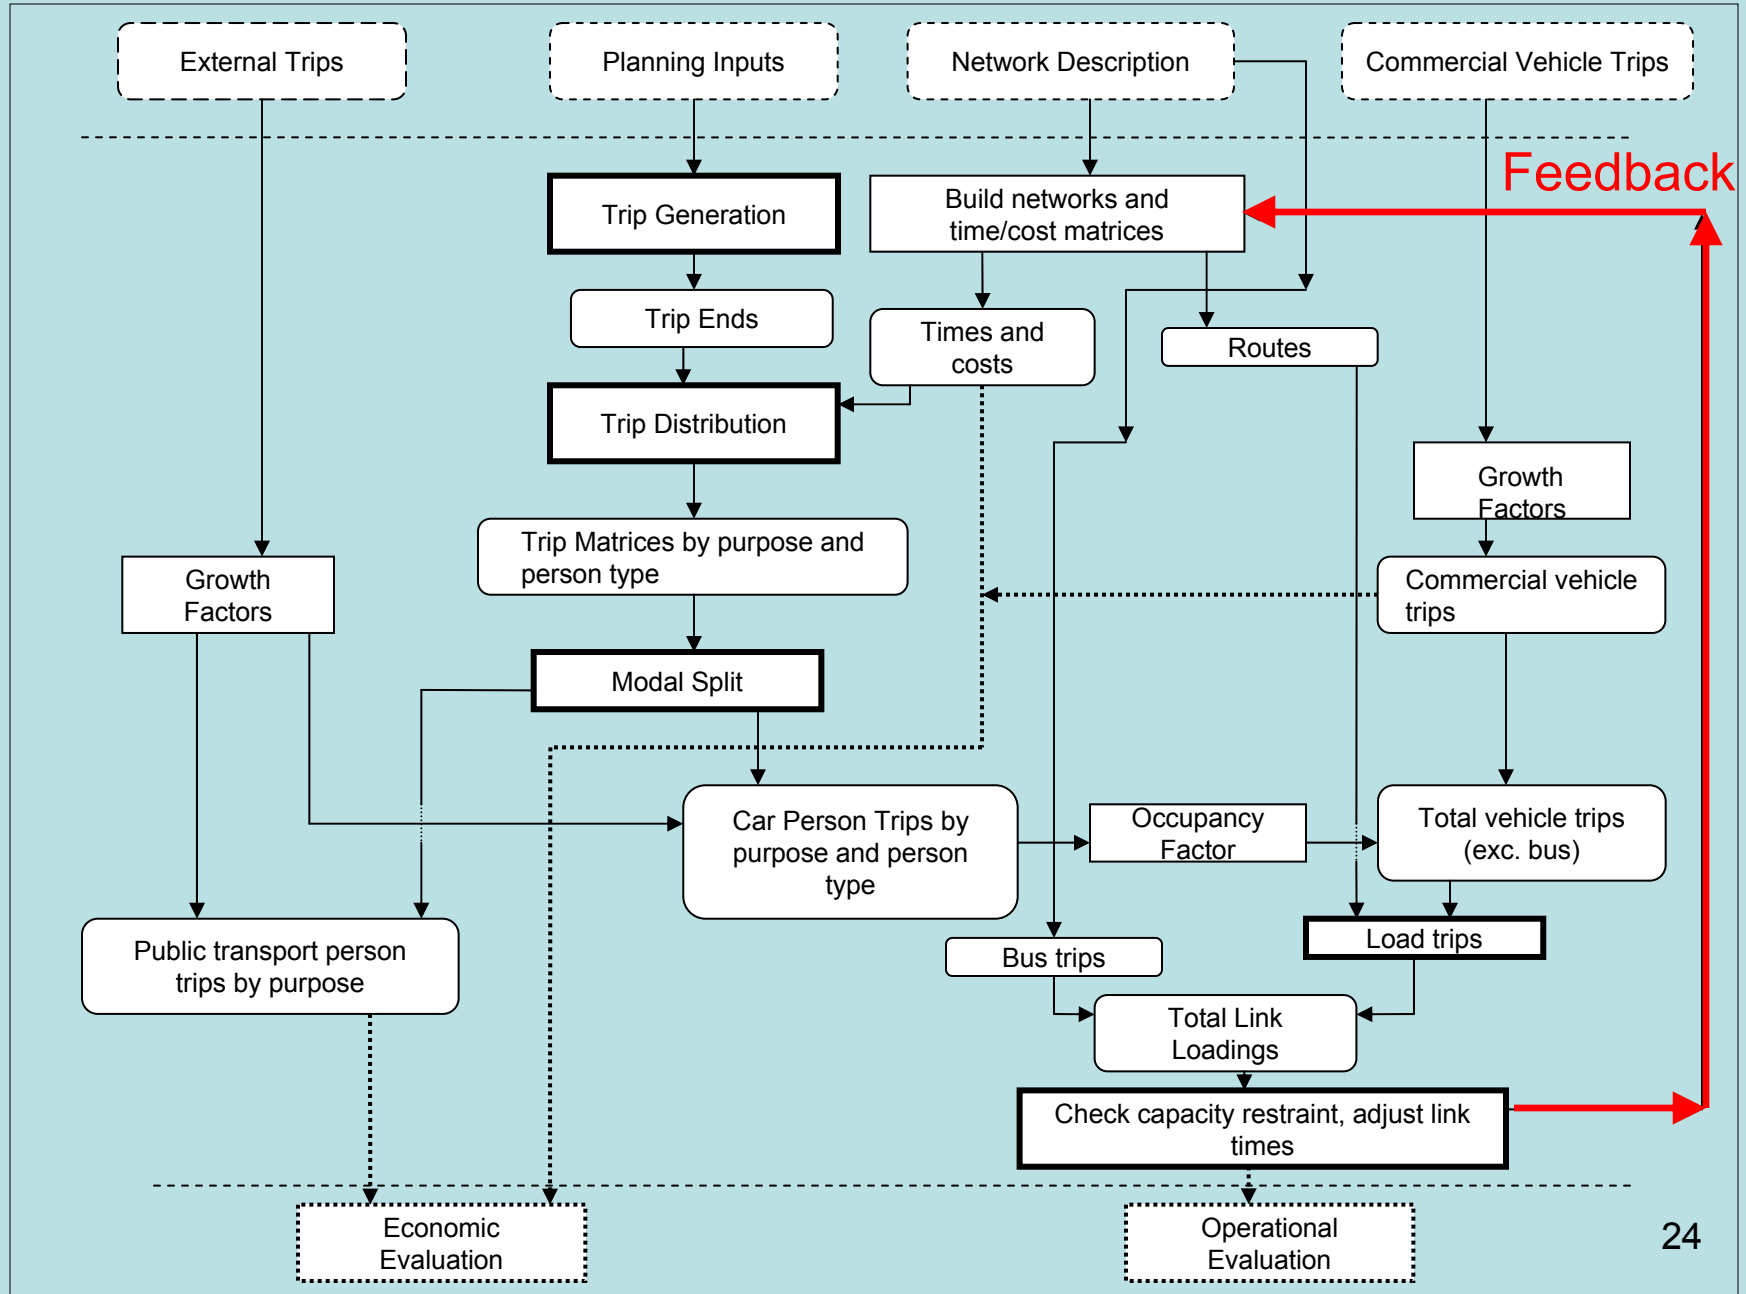 External Trips
Planning Inputs
Network Description
Commercial Vehicle Trips
Feedback
Trip Generation
Build networks and
time/cost matrices
Trip Ends
Times and
costs
Routes
Trip Distribution
Growth
Factors
Trip Matrices by purpose and
person type
Growth
Factors
Commercial vehicle
trips
Modal Split
Car Person Trips by
purpose and person
type
Occupancy
Factor
Total vehicle trips
(exc. bus)
Public transport person
trips by purpose
Bus trips
Load trips
Total Link
Loadings
Check capacity restraint, adjust link
times
Economic
Evaluation
Operational
Evaluation
24